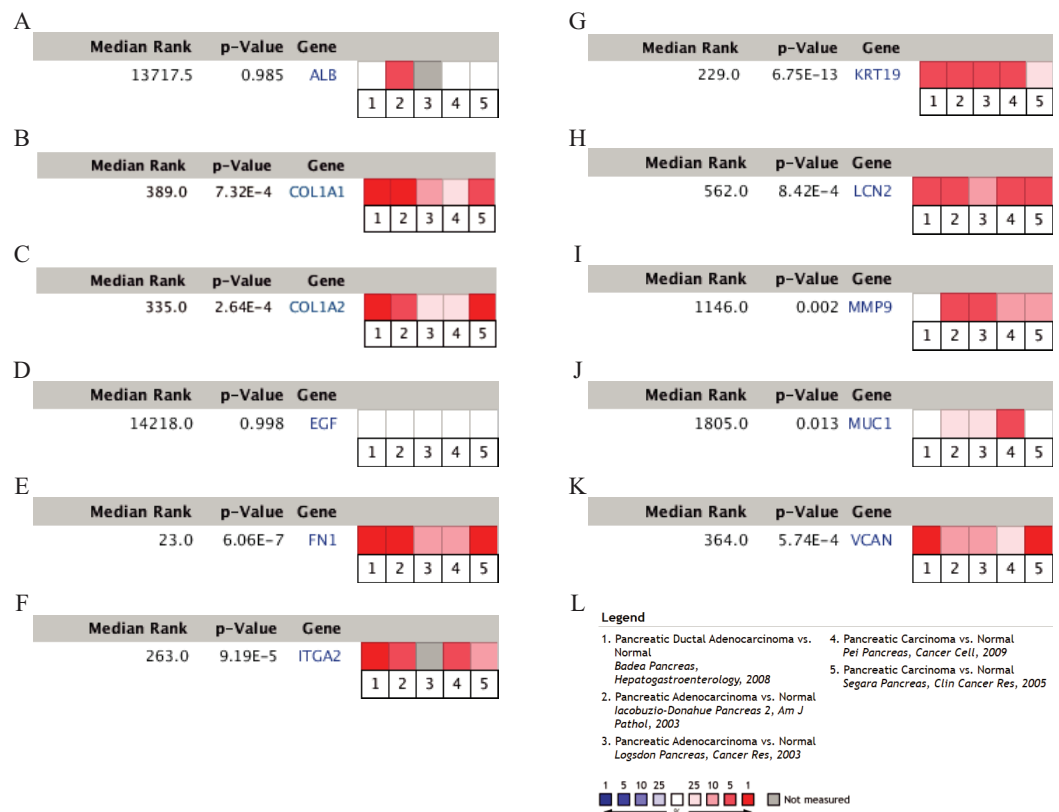 A
Median Rank p-Value Gene
13717.5 0.985 ALB
1 2 3 4 5
B
Median Rank p-Value Gene
389.0 7.32E-4 COL1A1
1 2 3 4 5
C
Median Rank p-Value Gene
335.0 2.64E-4 COL1A2
1 2 3 4 5
D
Median Rank p-Value Gene
14218.0 0.998 EGF
1 2 3 4 5
E
Median Rank p-Value Gene
23.0 6.06E-7 FN1
1 2 3 4 5
F
Median Rank p-Value Gene
263.0 9.19E-5 ITGA2
1 2 3 4 5
G
Median Rank p-Value Gene
229.0 6.75E-13 KRT19
1 2 3 4 5
H
Median Rank p-Value Gene
562.0 8.42E-4 LCN2
1 2 3 4 5
I
Median Rank p-Value Gene
1146.0 0.002 MMP9
1 2 3 4 5
J
Median Rank p-Value Gene
1805.0 0.013 MUC1
1 2 3 4 5
K
Median Rank p-Value Gene
364.0 5.74E-4 VCAN
1 2 3 4 5
L
Legend
1. Pancreatic Ductal Adenocarcinoma vs.
Normal
Badea Pancreas,
Hepatogastroenterology, 2008
2. Pancreatic Adenocarcinoma vs. Normal
Iacobuzio-Donahue Pancreas 2, Am J
Pathol, 2003
3. Pancreatic Adenocarcinoma vs. Normal
Logsdon Pancreas, Cancer Res, 2003
4. Pancreatic Carcinoma vs. Normal
Pei Pancreas, Cancer Cell, 2009
5. Pancreatic Carcinoma vs. Normal
Segara Pancreas, Clin Cancer Res, 2005
1 5 10 25 25 10 5 1
Not measured
%